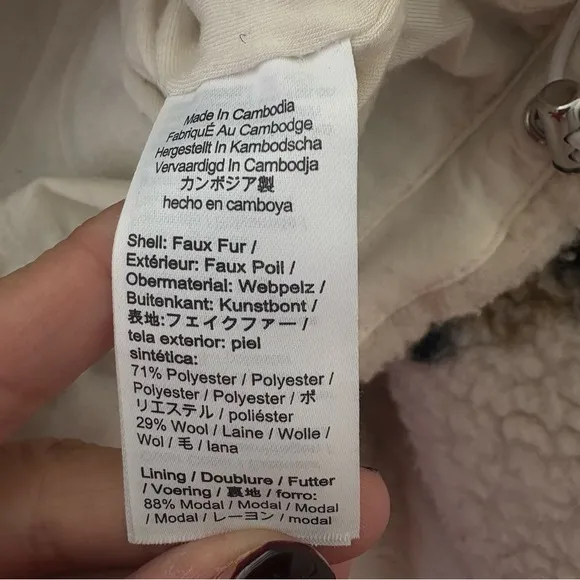 Made In Cambodia
FabriquÉ Au Cambodge
Hergestellt In Kambodscha
Vervaardigd In Cambodja
カンボジア製
hecho en camboya
Shell: Faux Fur /
Extérieur: Faux Poil /
Obermaterial: Webpelz /
Buitenkant: Kunstbont /
表地:フェイクファー /
tela exterior: piel
sintética:
71% Polyester / Polyester /
Polyester / Polyester / ポ
リエステル / poliéster
29% Wool / Laine / Wolle /
Wol / 毛 / lana
Lining / Doublure / Futter
/ Voering / 裏地 / forro:
88% Modal / Modal / Modal
/ Modal / レーヨン / modal